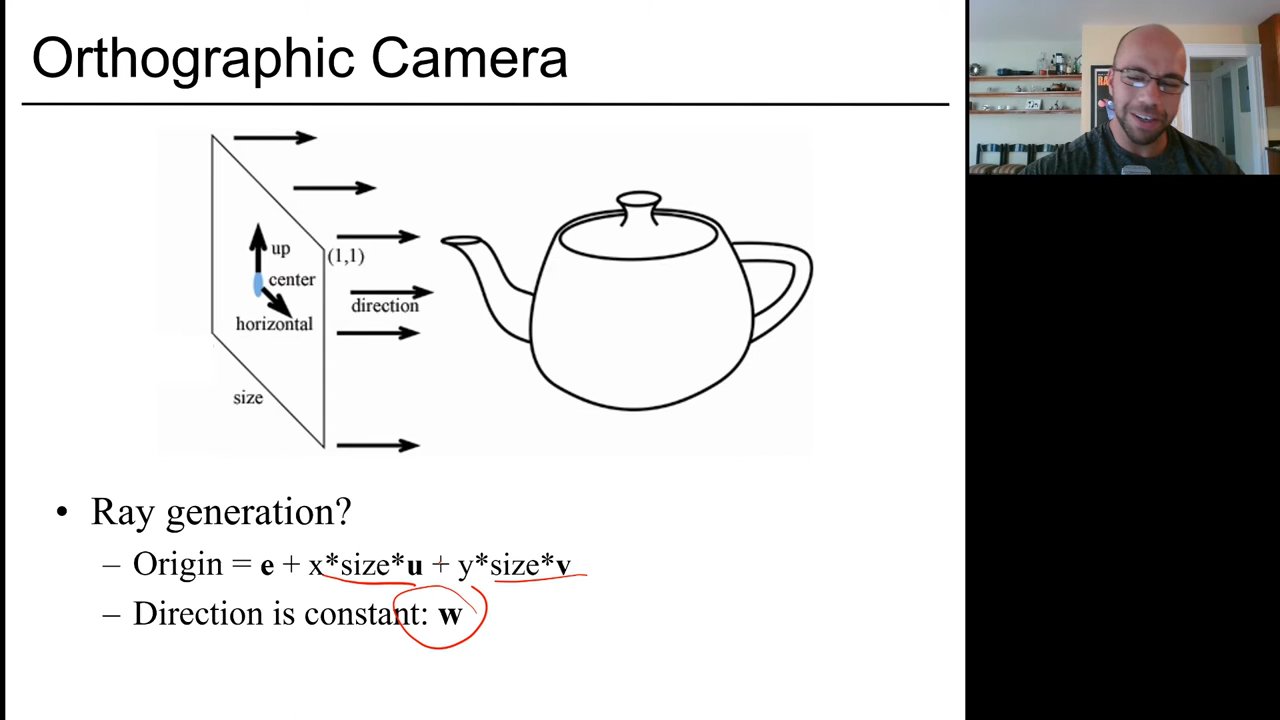 Orthographic Camera
up
(1,1)
center
direction
horizontal
size
• Ray generation?
– Origin = e + x*size*u + y*size*v
– Direction is constant: w